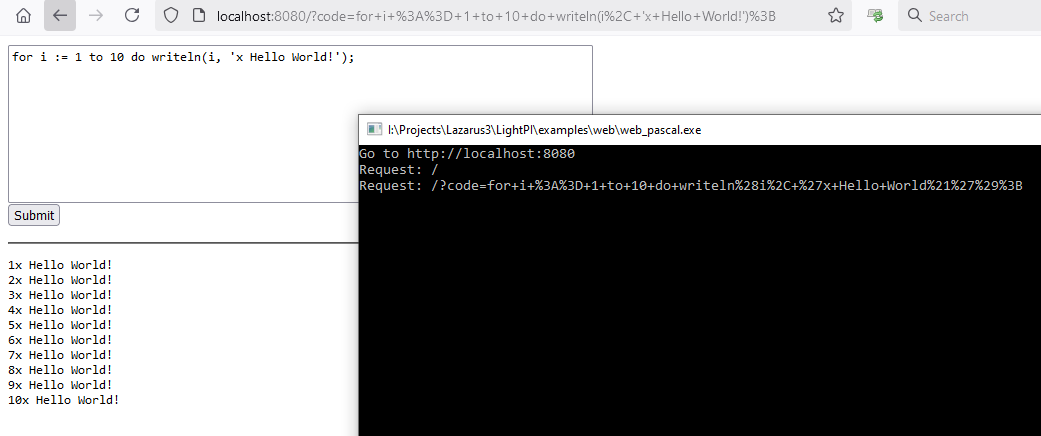 localhost:8080/?code=for+i+%3A%3D+1+to+10+do+writeln(i%2C+'x+Hello+World!')%3B
Search
for i := 1 to 10 do writeln(i, 'x Hello World!');
Submit
1x Hello World!
2x Hello World!
3x Hello World!
4x Hello World!
5x Hello World!
6x Hello World!
7x Hello World!
8x Hello World!
9x Hello World!
10x Hello World!
I:\Projects\Lazarus3\LightPI\examples\web\web_pascal.exe
Go to http://localhost:8080
Request: /
Request: /?code=for+i+%3A%3D+1+to+10+do+writeln%28i%2C+%27x+Hello+World%21%27%29%3B